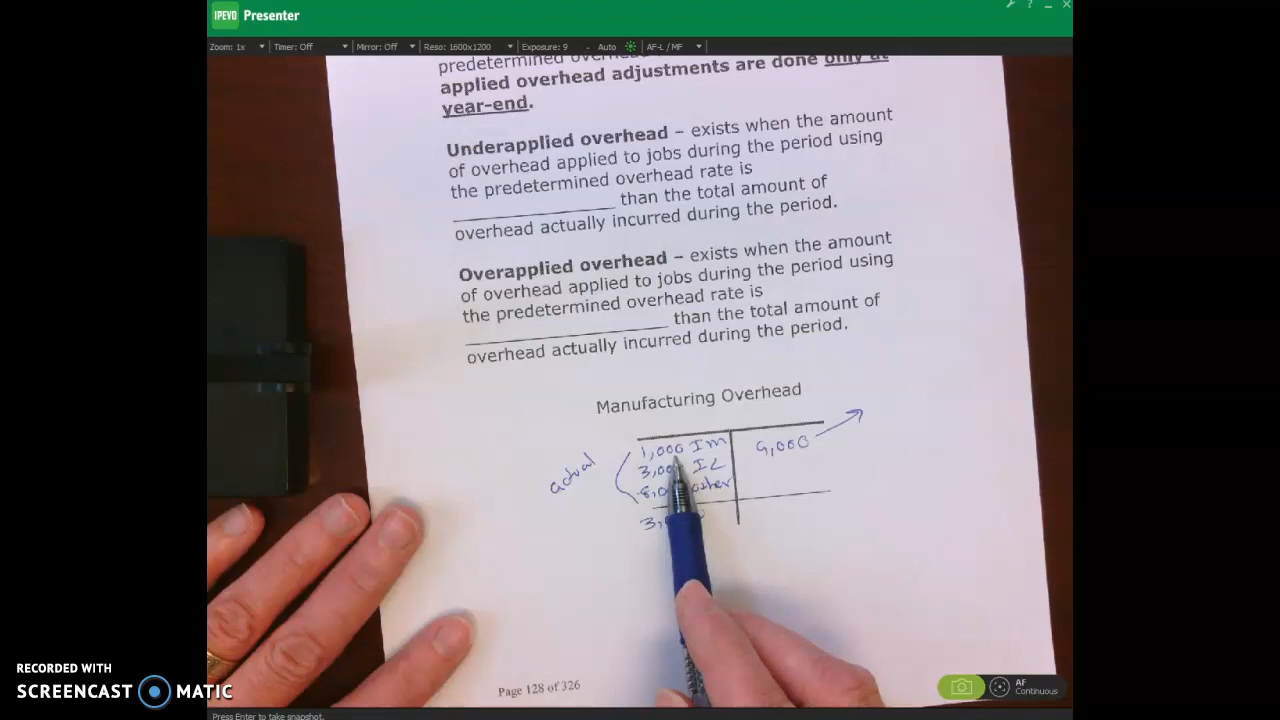 IPEVO Presenter
Zoom: 1x Timer: Off Mirror: Off Reso: 1600x1200 Exposure: 9 - Auto AF-L / MF
predetermined
applied overhead adjustments are done only at
year-end.
Underapplied overhead – exists when the amount
of overhead applied to jobs during the period using
the predetermined overhead rate is
____________ than the total amount of
overhead actually incurred during the period.
Overapplied overhead – exists when the amount
of overhead applied to jobs during the period using
the predetermined overhead rate is
____________ than the total amount of
overhead actually incurred during the period.
Manufacturing Overhead
actual
1,000 Im 9,000
IL
other
Page 128 of 326
RECORDED WITH
SCREENCAST MATIC
AF
Continuous
Press Enter to take snapshot.